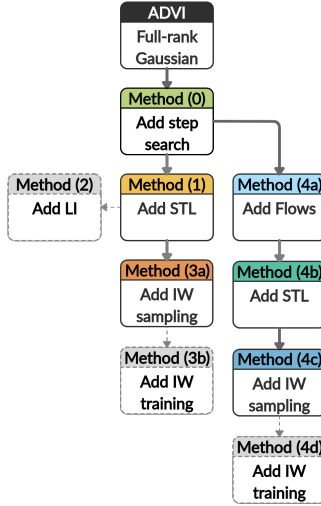 ADVI
Full-rank
Gaussian
Method (0)
Add step
search
Method (2)
Add LI
Method (1)
Add STL
Method (4a)
Add Flows
Method (3a)
Add IW
sampling
Method (4b)
Add STL
Method (3b)
Add IW
training
Method (4c)
Add IW
sampling
Method (4d)
Add IW
training